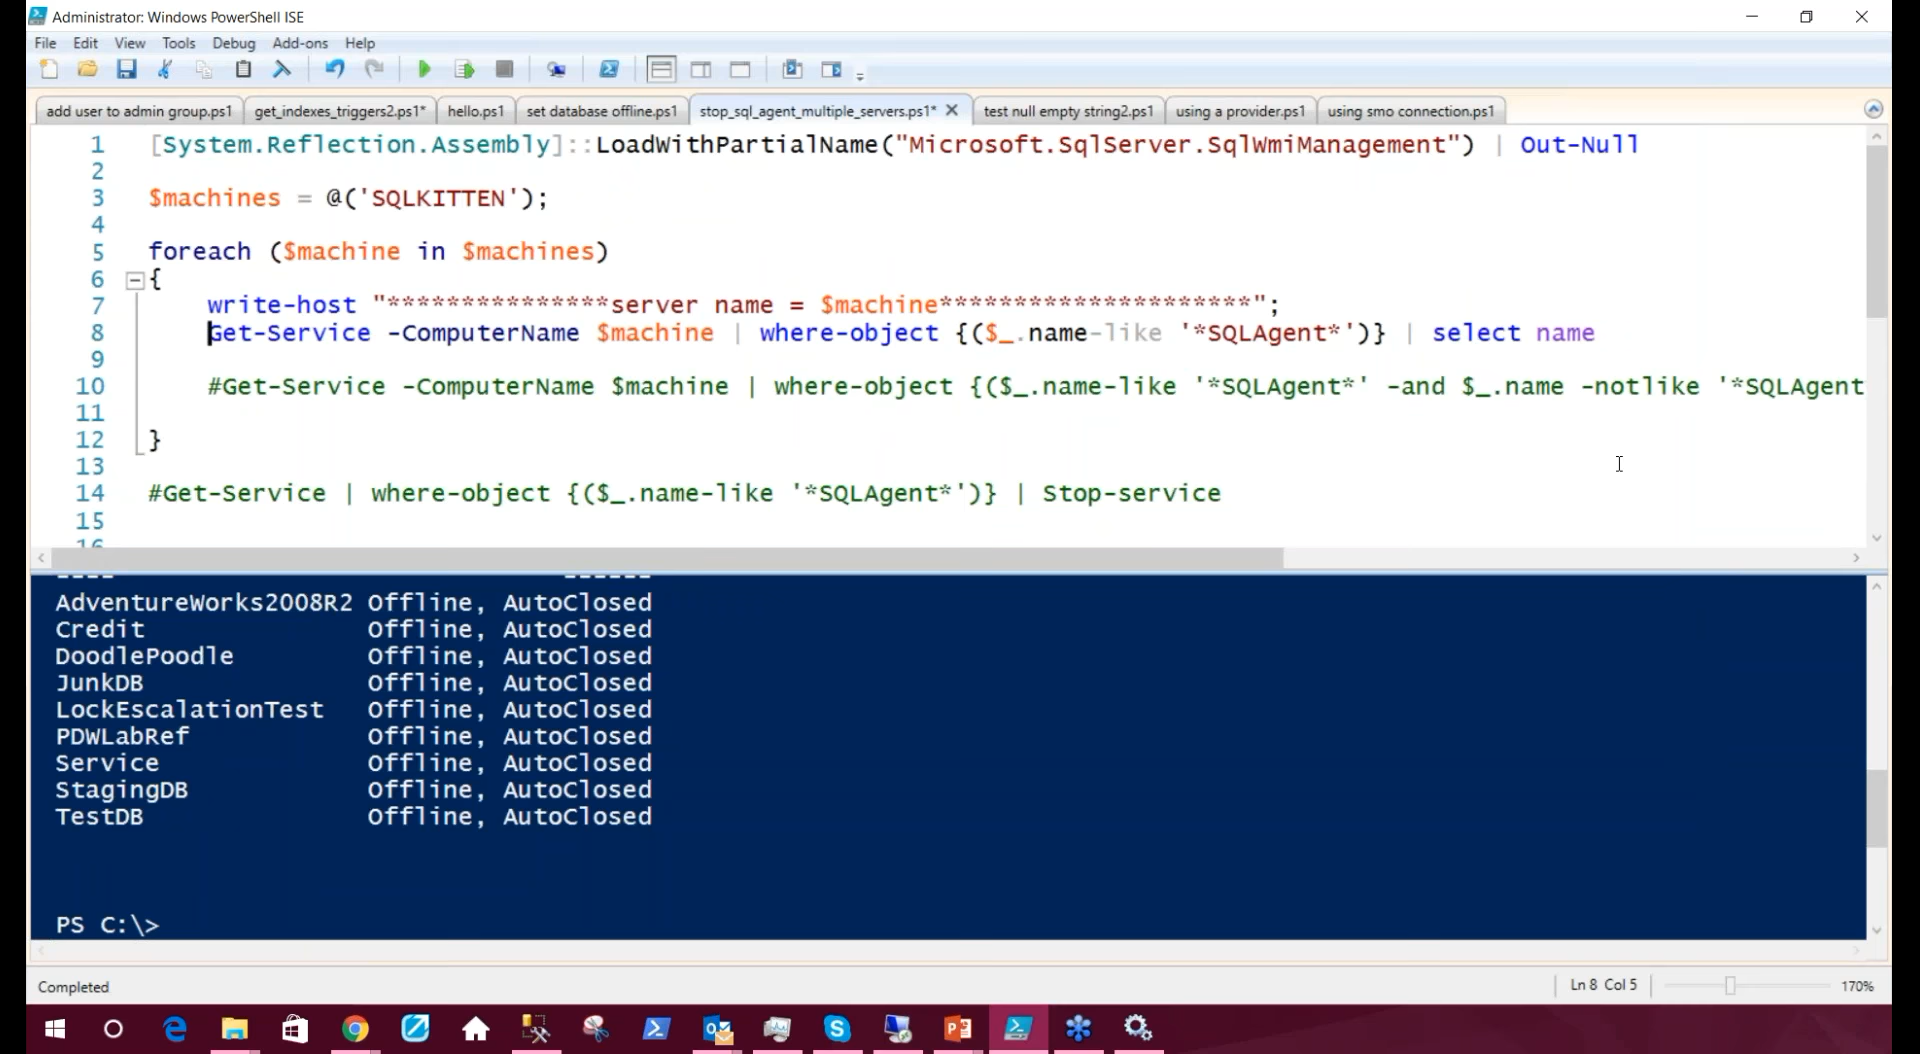 Administrator: Windows PowerShell ISE
File Edit View Tools Debug Add-ons Help
add user to admin group.ps1 get_indexes_triggers2.ps1* hello.ps1 set database offline.ps1 stop_sql_agent_multiple_servers.ps1* test null empty string2.ps1 using a provider.ps1 using smo connection.ps1
1 [System.Reflection.Assembly]::LoadWithPartialName("Microsoft.SqlServer.SqlWmiManagement") | Out-Null
2
3 $machines = @('SQLKITTEN');
4
5 foreach ($machine in $machines)
6 {
7 write-host "***************server name = $machine*********************";
8 Get-Service -ComputerName $machine | where-object {($_.name-like '*SQLAgent*')} | select name
9
10 #Get-Service -ComputerName $machine | where-object {($_.name-like '*SQLAgent*' -and $_.name -notlike '*SQLAgent
11
12 }
13
14 #Get-Service | where-object {($_.name-like '*SQLAgent*')} | Stop-service
15
16
---- ------
AdventureWorks2008R2 Offline, AutoClosed
Credit Offline, AutoClosed
DoodlePoodle Offline, AutoClosed
JunkDB Offline, AutoClosed
LockEscalationTest Offline, AutoClosed
PDWLabRef Offline, AutoClosed
Service Offline, AutoClosed
StagingDB Offline, AutoClosed
TestDB Offline, AutoClosed
PS C:\>
Completed Ln 8 Col 5 170%